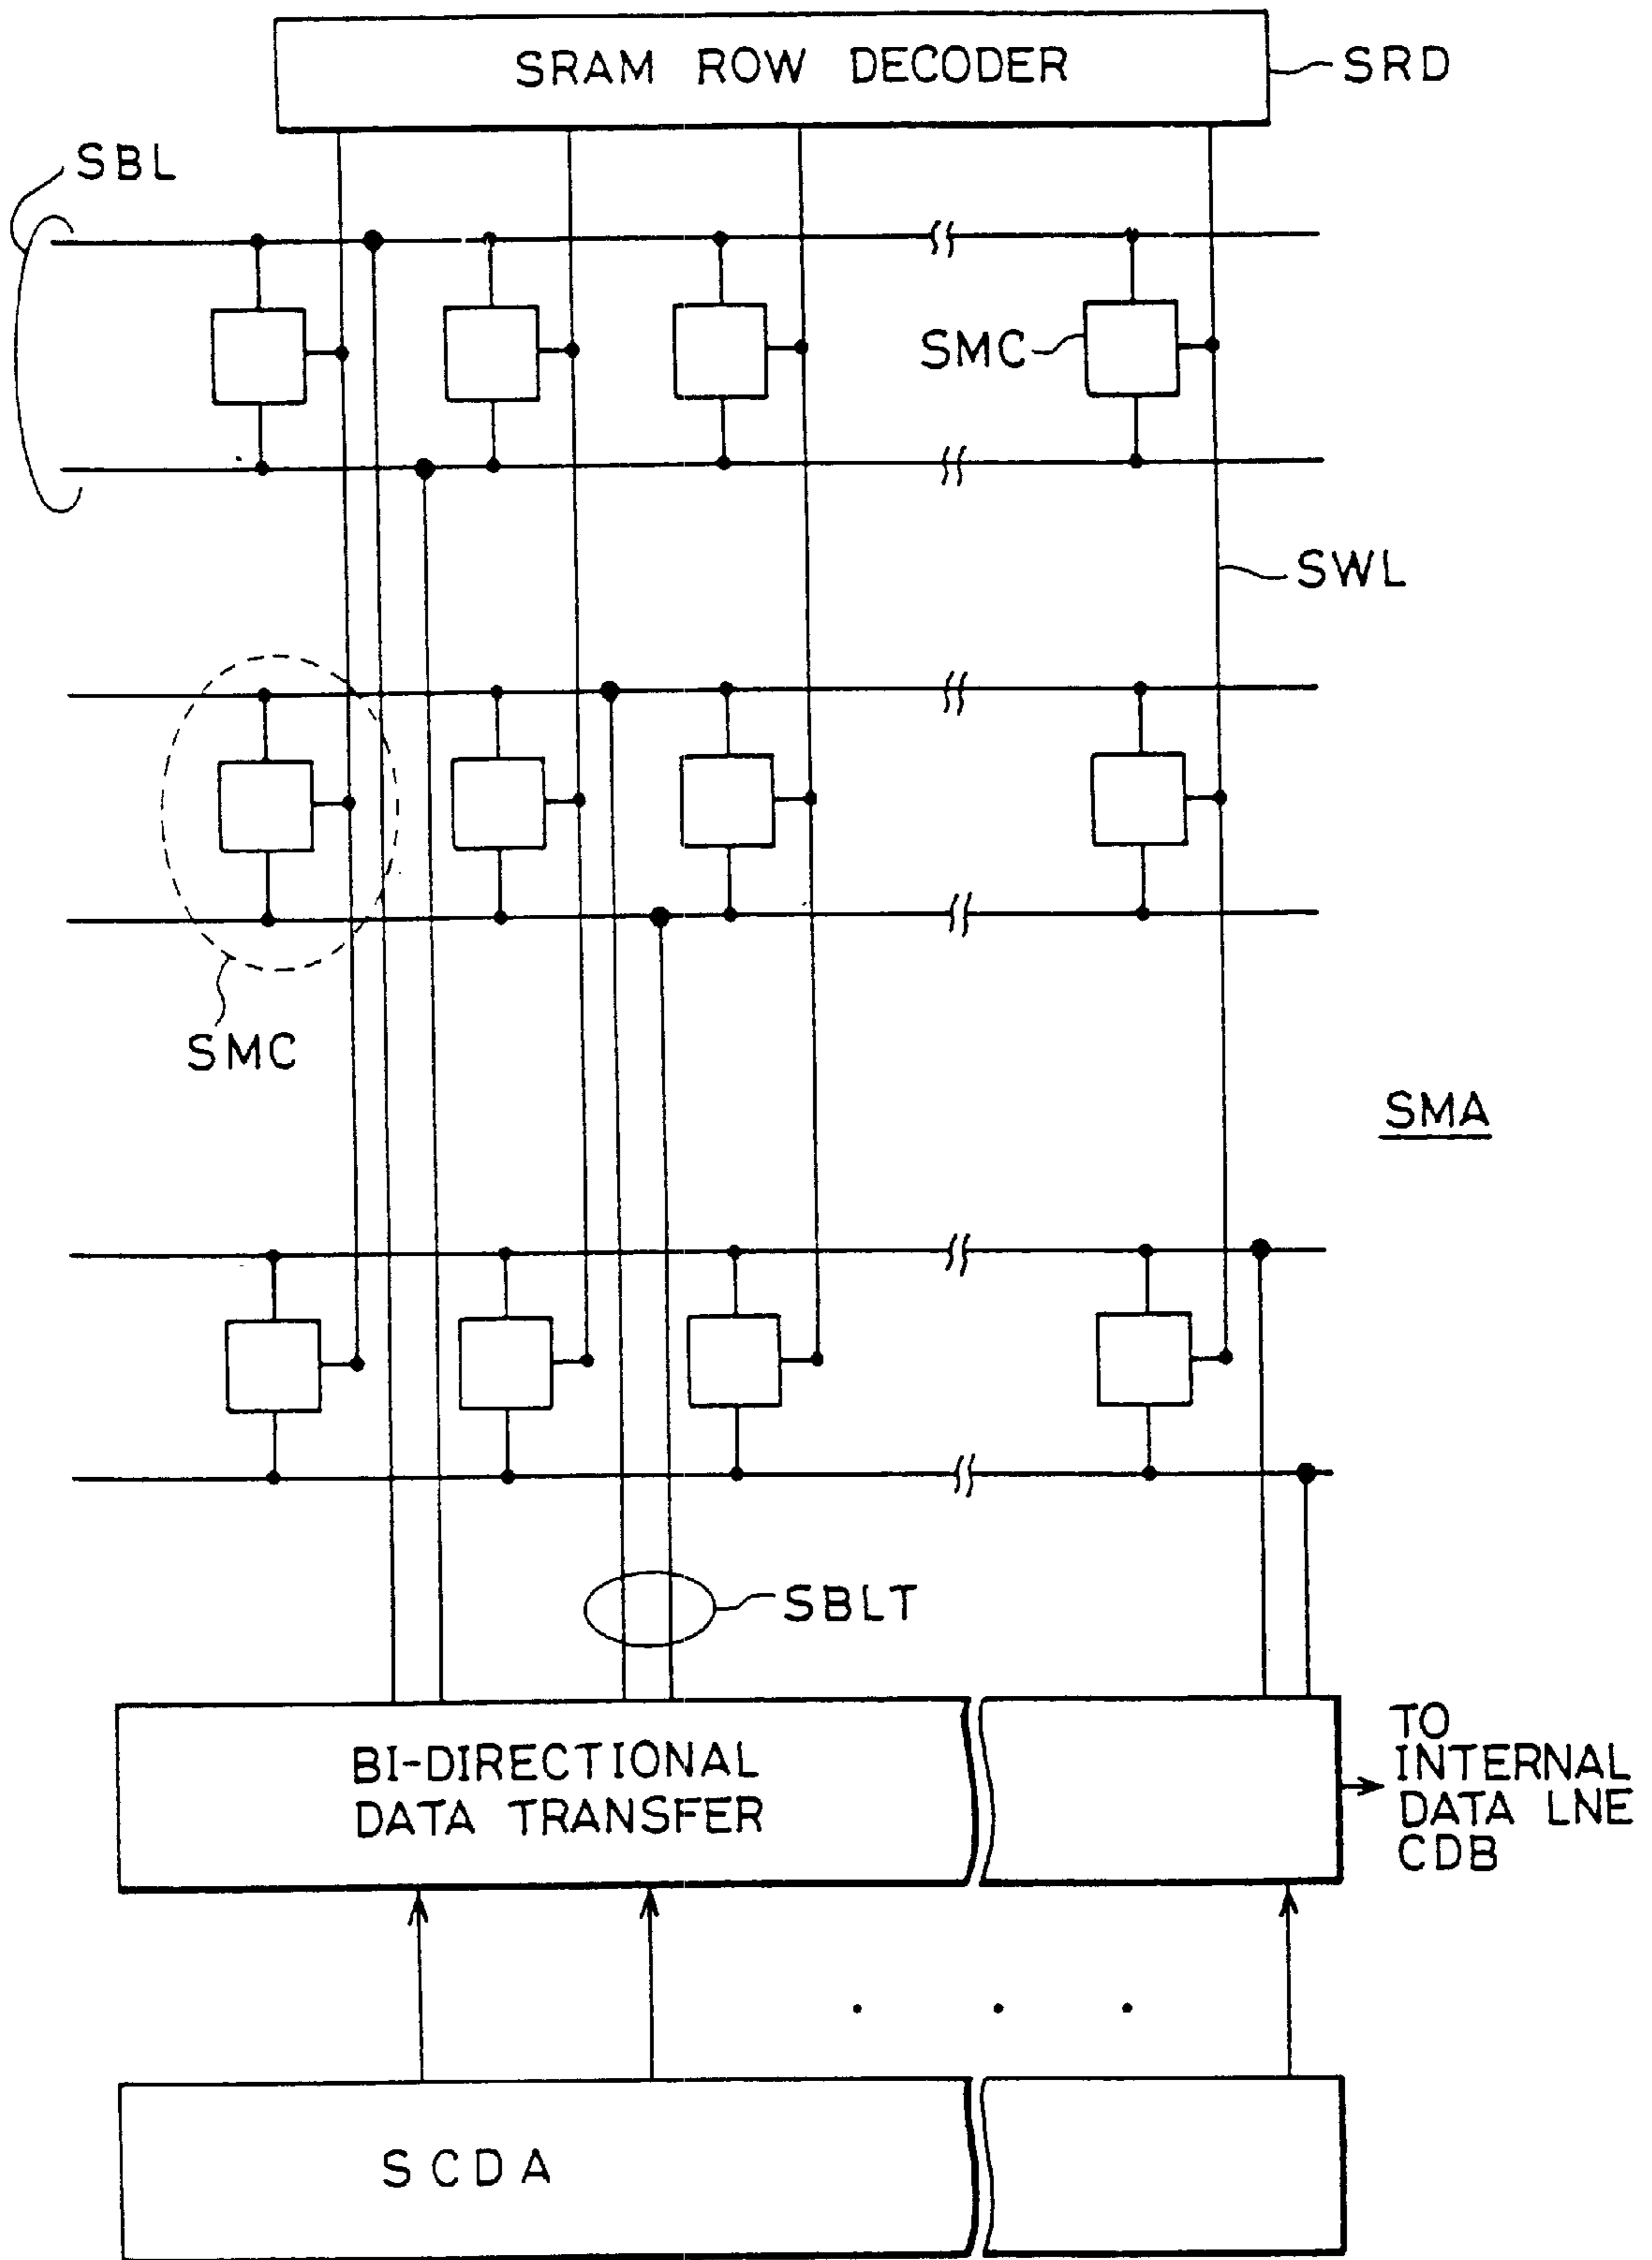 SRAM ROW DECODER
SRD
SBL
SMC
SWL
SMC
SMA
SBLT
BI-DIRECTIONAL
DATA TRANSFER
TO
INTERNAL
DATA LNE
CDB
SCDA